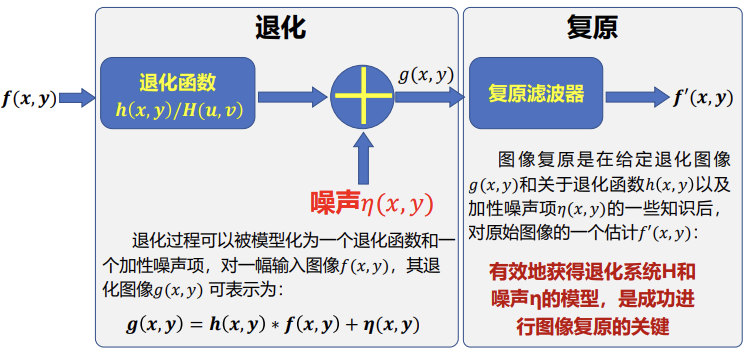 退化
复原
f(x,y)
退化函数
h(x,y)/H(u,v)
g(x,y)
复原滤波器
f′(x,y)
噪声η(x,y)
退化过程可以被模型化为一个退化函数和一
个加性噪声项，对一幅输入图像f(x,y)，其退
化图像g(x,y) 可表示为：
g(x,y) = h(x,y) * f(x,y) + η(x,y)
图像复原是在给定退化图像
g(x,y)和关于退化函数h(x,y)以及
加性噪声项η(x,y)的一些知识后，
对原始图像的一个估计f′(x,y)：
有效地获得退化系统H和
噪声η的模型，是成功进
行图像复原的关键